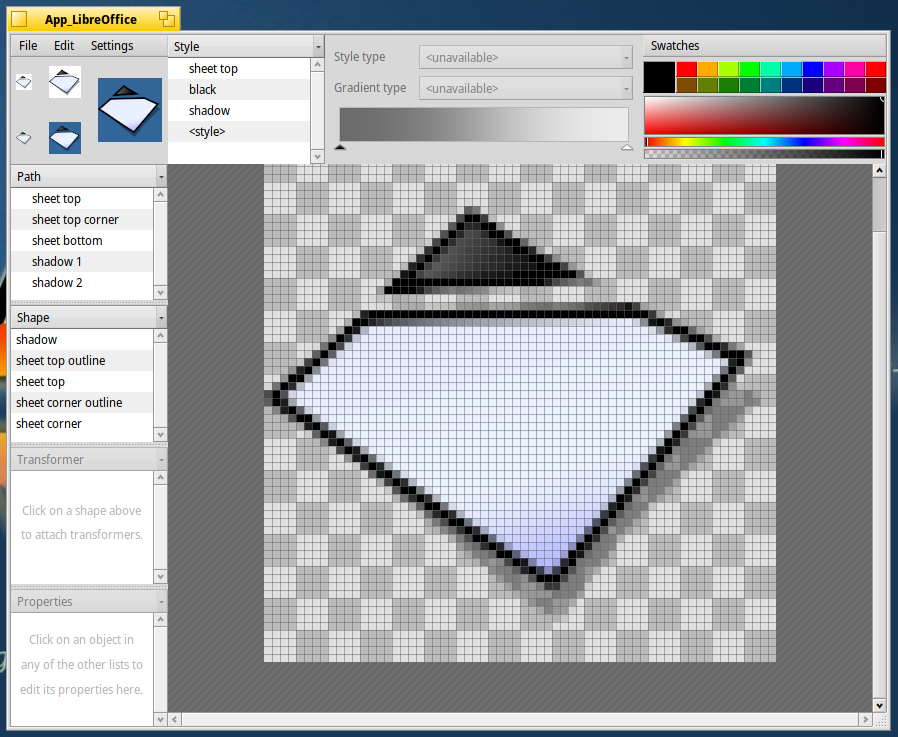 App_LibreOffice
File Edit Settings
Style
sheet top
black
shadow
<style>
Style type <unavailable>
Gradient type <unavailable>
Swatches
Path
sheet top
sheet top corner
sheet bottom
shadow 1
shadow 2
Shape
shadow
sheet top outline
sheet top
sheet corner outline
sheet corner
Transformer
Click on a shape above
to attach transformers.
Properties
Click on an object in
any of the other lists to
edit its properties here.